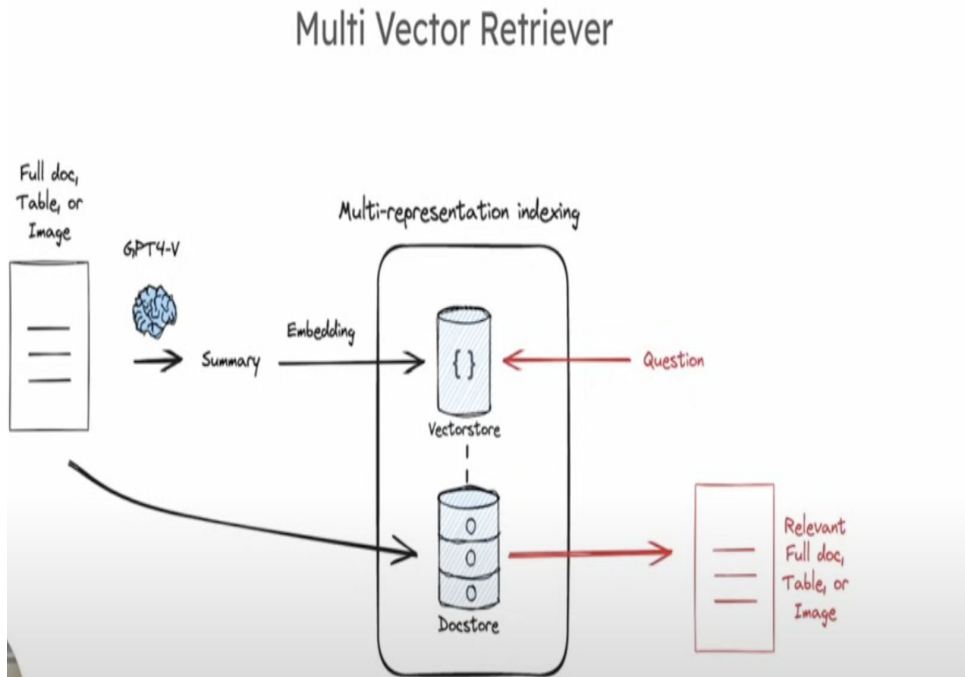 Multi Vector Retriever
Full doc,
Table, or
Image
GPT4-V
Summary
Embedding
Multi-representation indexing
{}
Vectorstore
Question
Docstore
Relevant
Full doc,
Table, or
Image